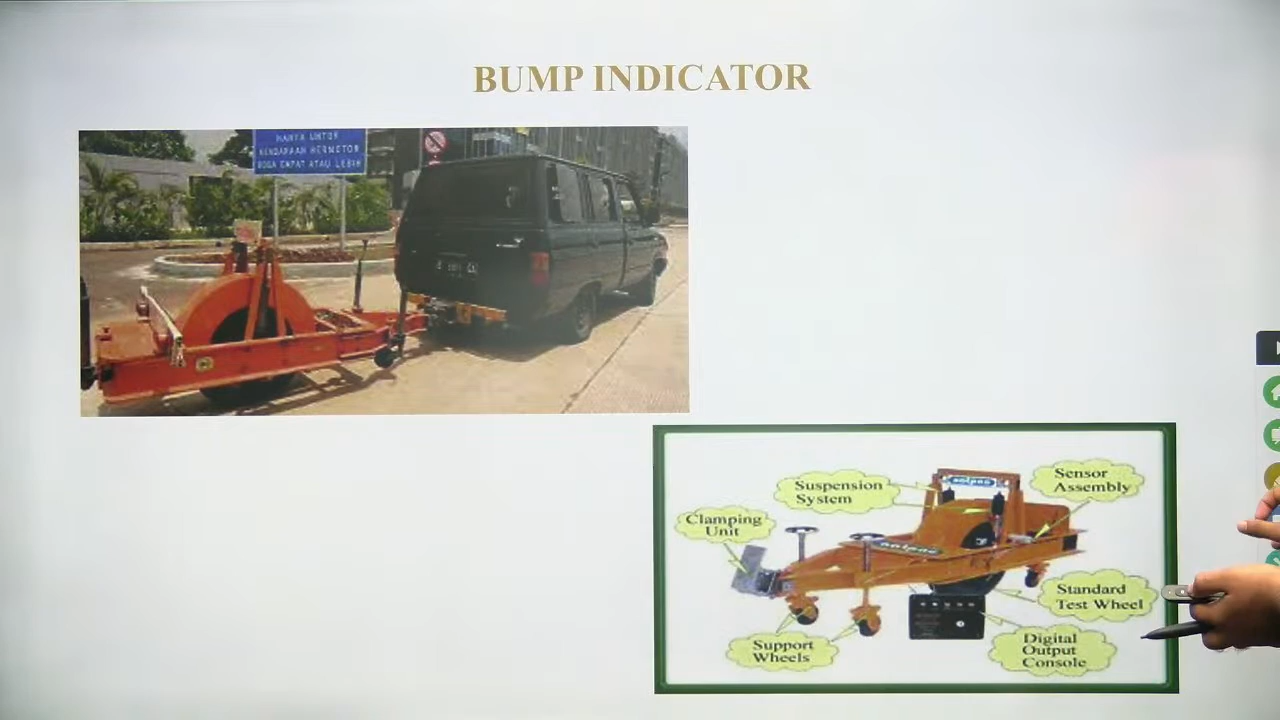 BUMP INDICATOR
HANYA UNTUK
KENDARAAN BERMOTOR
RODA EMPAT ATAU LEBIH
Suspension
System
Sensor
Assembly
Clamping
Unit
Standard
Test Wheel
Support
Wheels
Digital
Output
Console